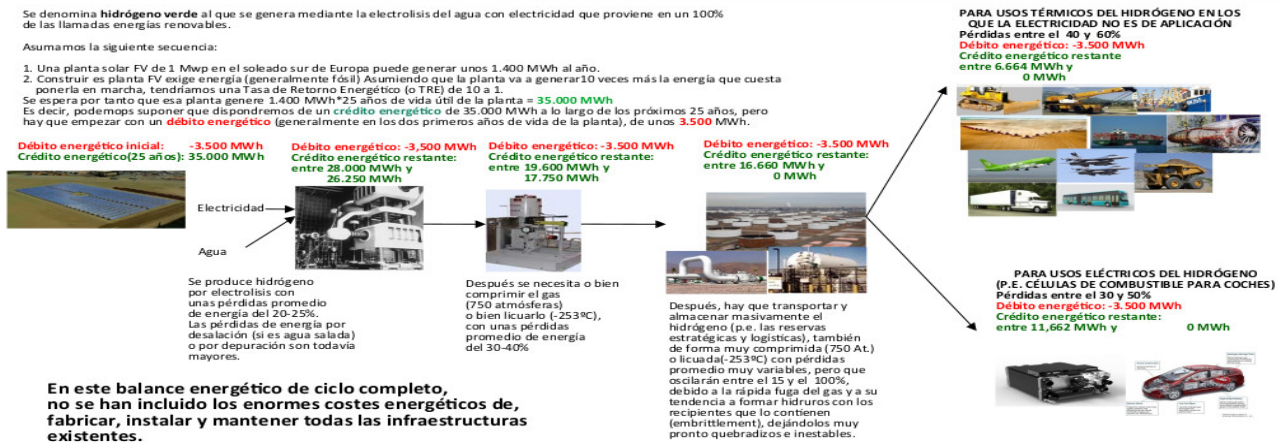 Se denomina hidrógeno verde al que se genera mediante la electrolisis del agua con electricidad que proviene en un 100%
de las llamadas energías renovables.
Asumamos la siguiente secuencia:
1. Una planta solar FV de 1 Mwp en el soleado sur de Europa puede generar unos 1.400 MWh al año.
2. Construir es planta FV exige energía (generalmente fósil) Asumiendo que la planta va a generar10 veces más la energía que cuesta
ponerla en marcha, tendríamos una Tasa de Retorno Energético (o TRE) de 10 a 1.
Se espera por tanto que esa planta genere 1.400 MWh*25 años de vida útil de la planta = 35.000 MWh
Es decir, podemops suponer que dispondremos de un crédito energético de 35.000 MWh a lo largo de los próximos 25 años, pero
hay que empezar con un débito energético (generalmente en los dos primeros años de vida de la planta), de unos 3.500 MWh.
Débito energético inicial: -3.500 MWh
Crédito energético(25 años): 35.000 MWh
Electricidad
Agua
Débito energético: -3,500 MWh
Crédito energético restante:
entre 28.000 MWh y
26.250 MWh
Se produce hidrógeno
por electrolisis con
unas pérdidas promedio
de energía del 20-25%.
Las pérdidas de energía por
desalación (si es agua salada)
o por depuración son todavía
mayores.
Débito energético: -3.500 MWh
Crédito energético restante:
entre 19.600 MWh y
17.750 MWh
Después se necesita o bien
comprimir el gas
(750 atmósferas)
o bien licuarlo (-253ºC),
con unas pérdidas
promedio de energía
del 30-40%
Débito energético: -3.500 MWh
Crédito energético restante:
entre 16.660 MWh y
0 MWh
Después, hay que transportar y
almacenar masivamente el
hidrógeno (p.e. las reservas
estratégicas y logísticas), también
de forma muy comprimida (750 At.)
o licuada(-253ºC) con pérdidas
promedio muy variables, pero que
oscilarán entre el 15 y el 100%,
debido a la rápida fuga del gas y a su
tendencia a formar hidruros con los
recipientes que lo contienen
(embrittlement), dejándolos muy
pronto quebradizos e inestables.
PARA USOS TÉRMICOS DEL HIDRÓGENO EN LOS
QUE LA ELECTRICIDAD NO ES DE APLICACIÓN
Pérdidas entre el 40 y 60%
Débito energético: -3.500 MWh
Crédito energético restante
entre 6.664 MWh y
0 MWh
PARA USOS ELÉCTRICOS DEL HIDRÓGENO
(P.E. CÉLULAS DE COMBUSTIBLE PARA COCHES)
Pérdidas entre el 30 y 50%
Débito energético: -3.500 MWh
Crédito energético restante:
entre 11,662 MWh y 0 MWh
En este balance energético de ciclo completo,
no se han incluido los enormes costes energéticos de,
fabricar, instalar y mantener todas las infraestructuras
existentes.